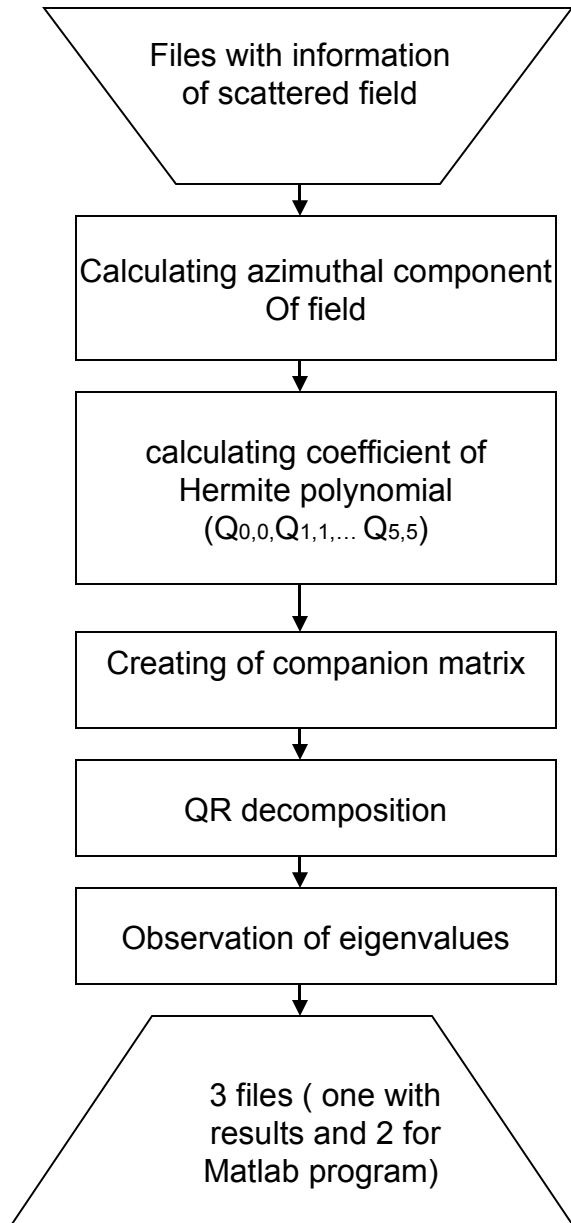 Files with information
of scattered field
Calculating azimuthal component
Of field
calculating coefficient of
Hermite polynomial
(Q0,0,Q1,1,... Q5,5)
Creating of companion matrix
QR decomposition
Observation of eigenvalues
3 files ( one with
results and 2 for
Matlab program)